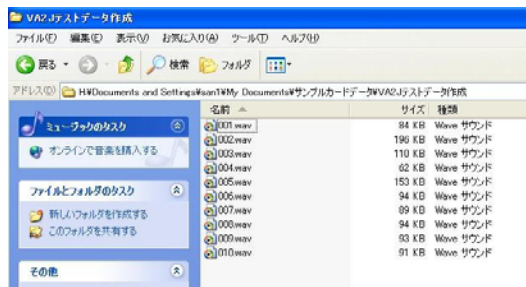 VA2Jテストデータ作成
ファイル(F) 編集(E) 表示(V) お気に入り(A) ツール(T) ヘルプ(H)
戻る 検索 フォルダ
アドレス(D) H¥Documents and Settings¥san1¥My Documents¥サンプルカードデータ¥VA2Jテストデータ作成
名前 サイズ 種類
ミュージックのタスク
オンラインで音楽を購入する
ファイルとフォルダのタスク
新しいフォルダを作成する
このフォルダを共有する
その他
001.wav 84 KB Wave サウンド
002.wav 196 KB Wave サウンド
003.wav 110 KB Wave サウンド
004.wav 62 KB Wave サウンド
005.wav 153 KB Wave サウンド
006.wav 94 KB Wave サウンド
007.wav 89 KB Wave サウンド
008.wav 94 KB Wave サウンド
009.wav 93 KB Wave サウンド
010.wav 91 KB Wave サウンド